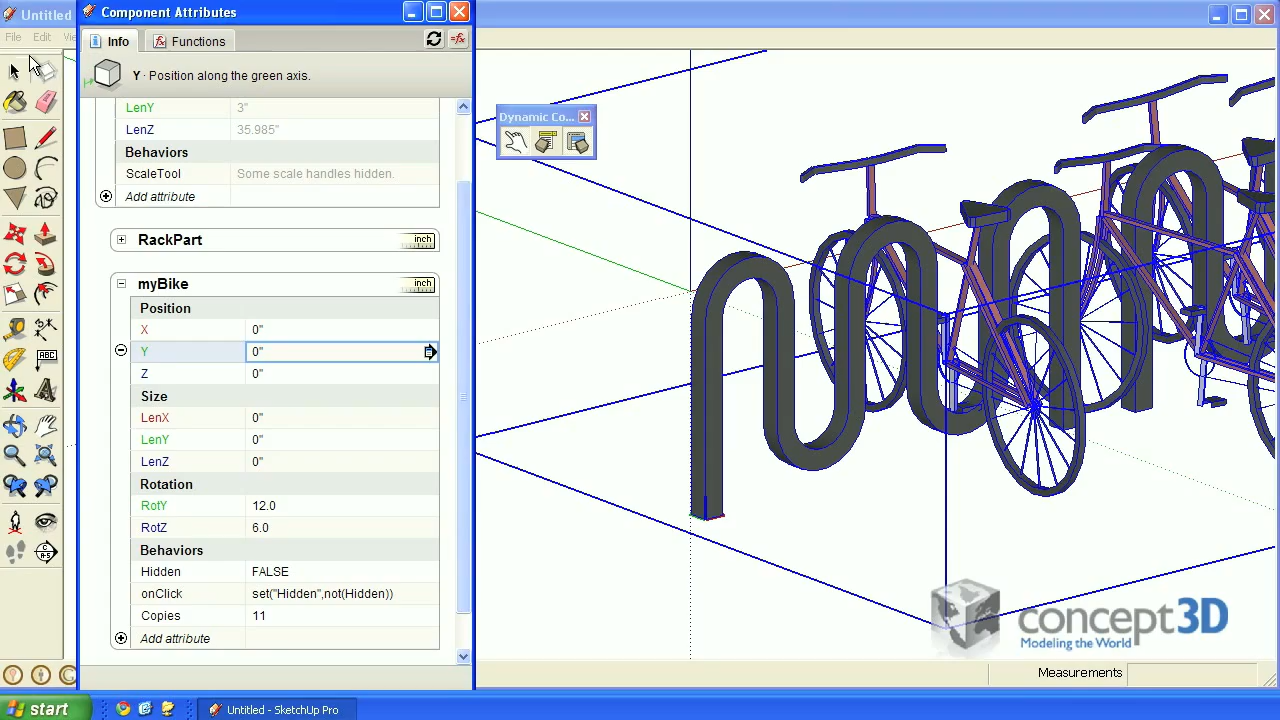 Untitled
Component Attributes
File Edit
Info Functions
Y · Position along the green axis.
LenY 3"
LenZ 35.985"
Behaviors
ScaleTool Some scale handles hidden.
Add attribute
RackPart inch
myBike inch
Position
X 0"
Y 0"
Z 0"
Size
LenX 0"
LenY 0"
LenZ 0"
Rotation
RotY 12.0
RotZ 6.0
Behaviors
Hidden FALSE
onClick set("Hidden",not(Hidden))
Copies 11
Add attribute
Dynamic Co...
ABC
concept3D
Modeling the World
Measurements
start
Untitled - SketchUp Pro